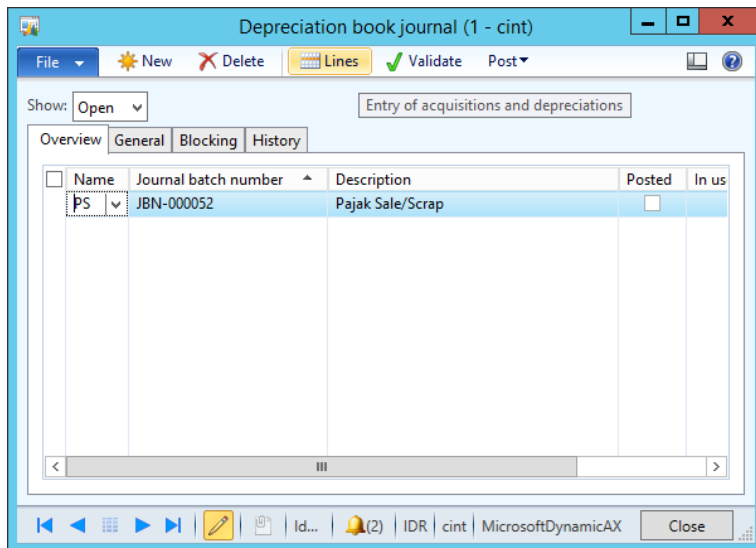 Depreciation book journal (1 - cint)
File New Delete Lines Validate Post
Show: Open Entry of acquisitions and depreciations
Overview General Blocking History
Name Journal batch number Description Posted In us
PS JBN-000052 Pajak Sale/Scrap
Id... (2) IDR cint MicrosoftDynamicAX Close